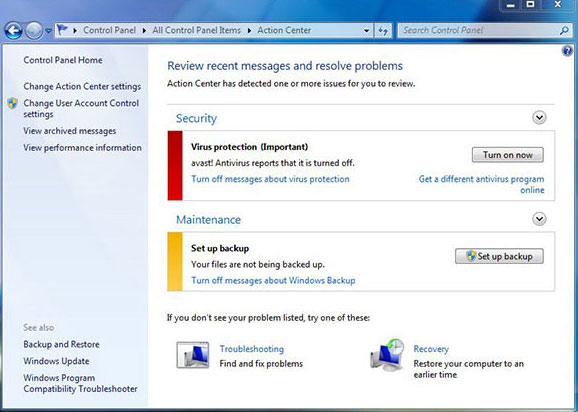 Control Panel ▸ All Control Panel Items ▸ Action Center
Search Control Panel
Control Panel Home
Change Action Center settings
Change User Account Control
settings
View archived messages
View performance information
Review recent messages and resolve problems
Action Center has detected one or more issues for you to review.
Security
Virus protection (Important)
avast! Antivirus reports that it is turned off.
Turn on now
Turn off messages about virus protection
Get a different antivirus program
online
Maintenance
Set up backup
Your files are not being backed up.
Set up backup
Turn off messages about Windows Backup
If you don't see your problem listed, try one of these:
Troubleshooting
Find and fix problems
Recovery
Restore your computer to an
earlier time
See also
Backup and Restore
Windows Update
Windows Program
Compatibility Troubleshooter